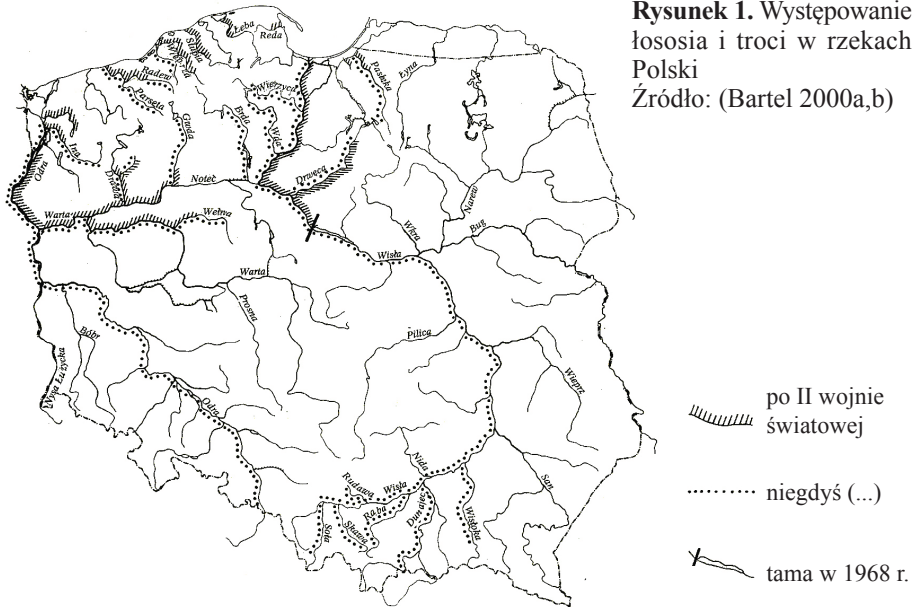 Rysunek 1. Występowanie
łososia i troci w rzekach
Polski
Źródło: (Bartel 2000a,b)
Łeba
Reda
Słupia
Wieprza
Radew
Parsęta
Gwda
Brda
Wierzyca
Wda
Pasłęka
Łyna
Ina
Odra
Drawa
Noteć
Drwęca
Warta
Wełna
Wkra
Narew
Bug
Wisła
Warta
Prosna
Pilica
Bóbr
Nysa Łużycka
Odra
Wieprz
Nida
San
Rudawa
Wisła
Raba
Soła
Skawa
Dunajec
Wisłoka
po II wojnie
światowej
niegdyś (...)
tama w 1968 r.